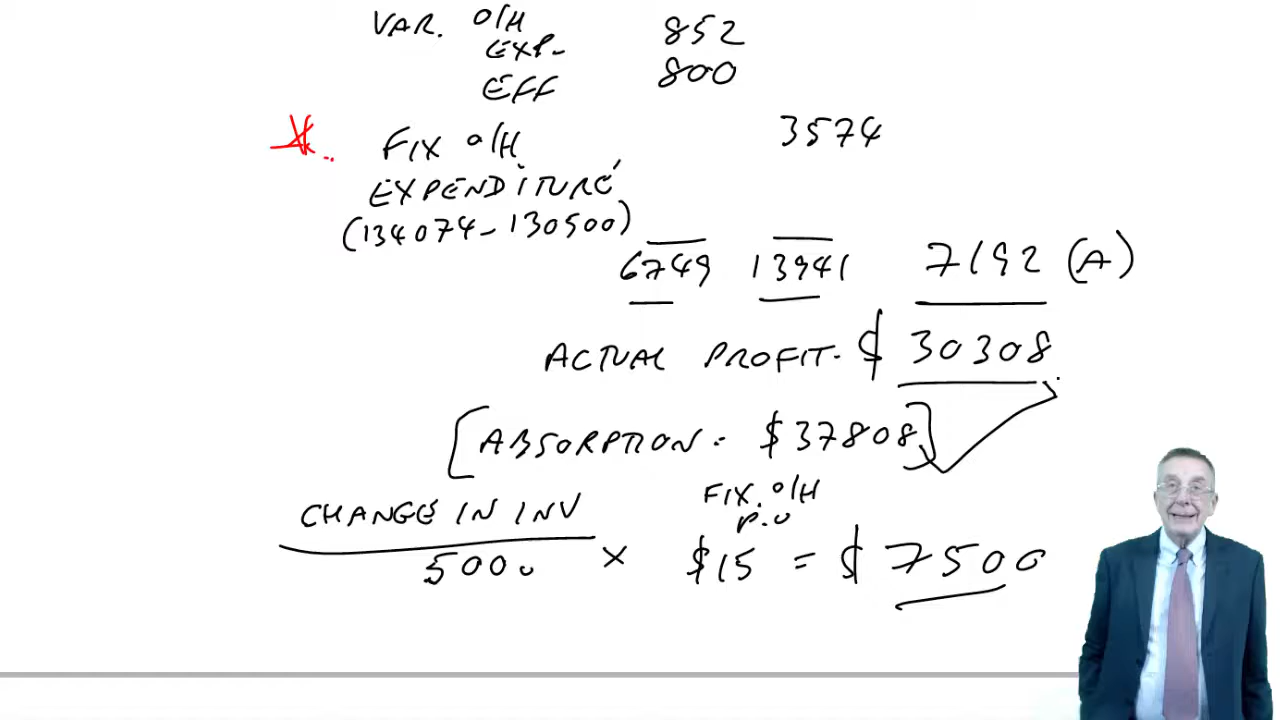 VAR. O/H 852
EXP-
EFF 800
FIX O/H 3574
EXPENDITURE
(134074-130500)
6749 13941 7192 (A)
ACTUAL PROFIT- $ 30308
[ABSORPTION = $37808]
FIX. O/H
CHANGE IN INV P.U
5000 × $15 = $ 7500